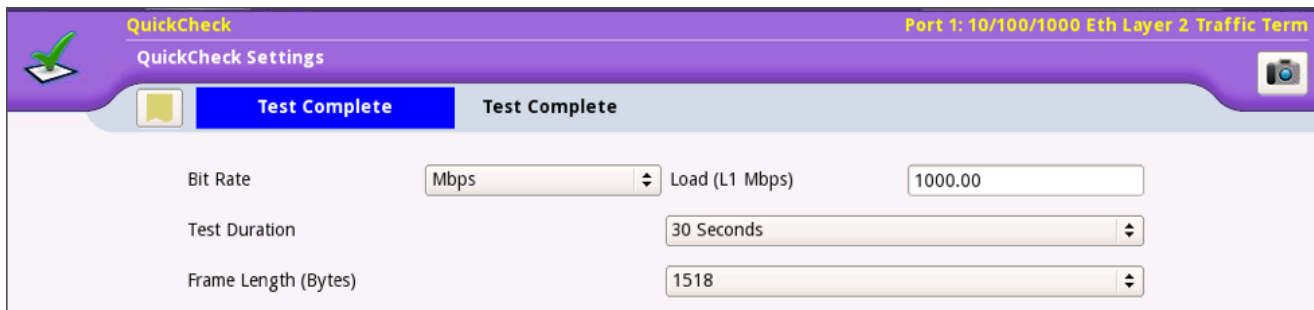 QuickCheck Port 1: 10/100/1000 Eth Layer 2 Traffic Term
QuickCheck Settings
Test Complete Test Complete
Bit Rate Mbps Load (L1 Mbps) 1000.00
Test Duration 30 Seconds
Frame Length (Bytes) 1518